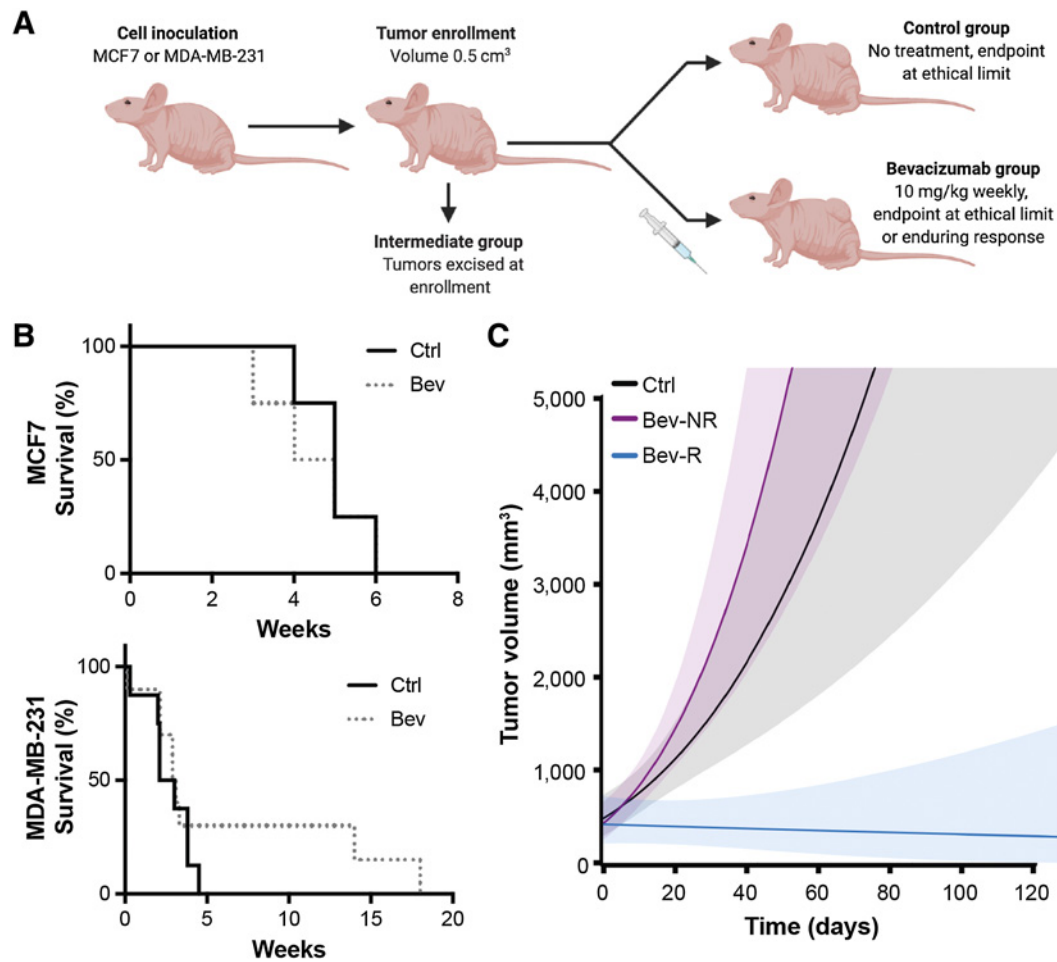 A
Cell inoculation
MCF7 or MDA-MB-231
Tumor enrollment
Volume 0.5 cm³
Control group
No treatment, endpoint
at ethical limit
Intermediate group
Tumors excised at
enrollment
Bevacizumab group
10 mg/kg weekly,
endpoint at ethical limit
or enduring response
B
MCF7
Survival (%)
100
50
0
Ctrl
Bev
0 2 4 6 8
Weeks
MDA-MB-231
Survival (%)
100
50
0
Ctrl
Bev
0 5 10 15 20
Weeks
C
Tumor volume (mm³)
5,000
4,000
3,000
2,000
1,000
0
Ctrl
Bev-NR
Bev-R
0 20 40 60 80 100 120
Time (days)